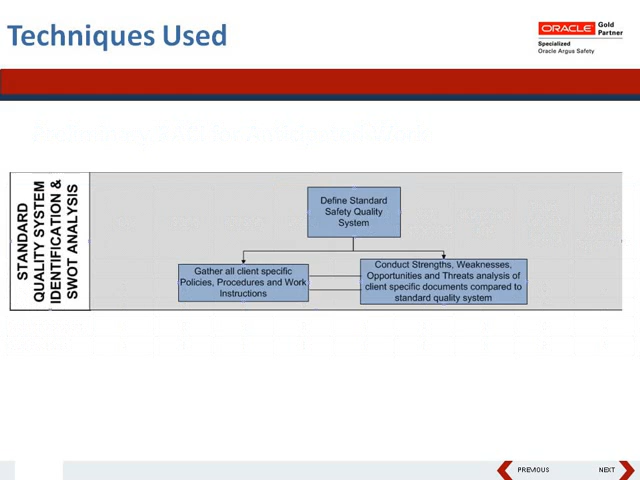 Techniques Used
ORACLE Gold
Partner
Specialized
Oracle Argus Safety
STANDARD
QUALITY SYSTEM
IDENTIFICATION &
SWOT ANALYSIS
Define Standard
Safety Quality
System
Gather all client specific
Policies, Procedures and Work
Instructions
Conduct Strengths, Weaknesses,
Opportunities and Threats analysis of
client specific documents compared to
standard quality system
PREVIOUS
NEXT